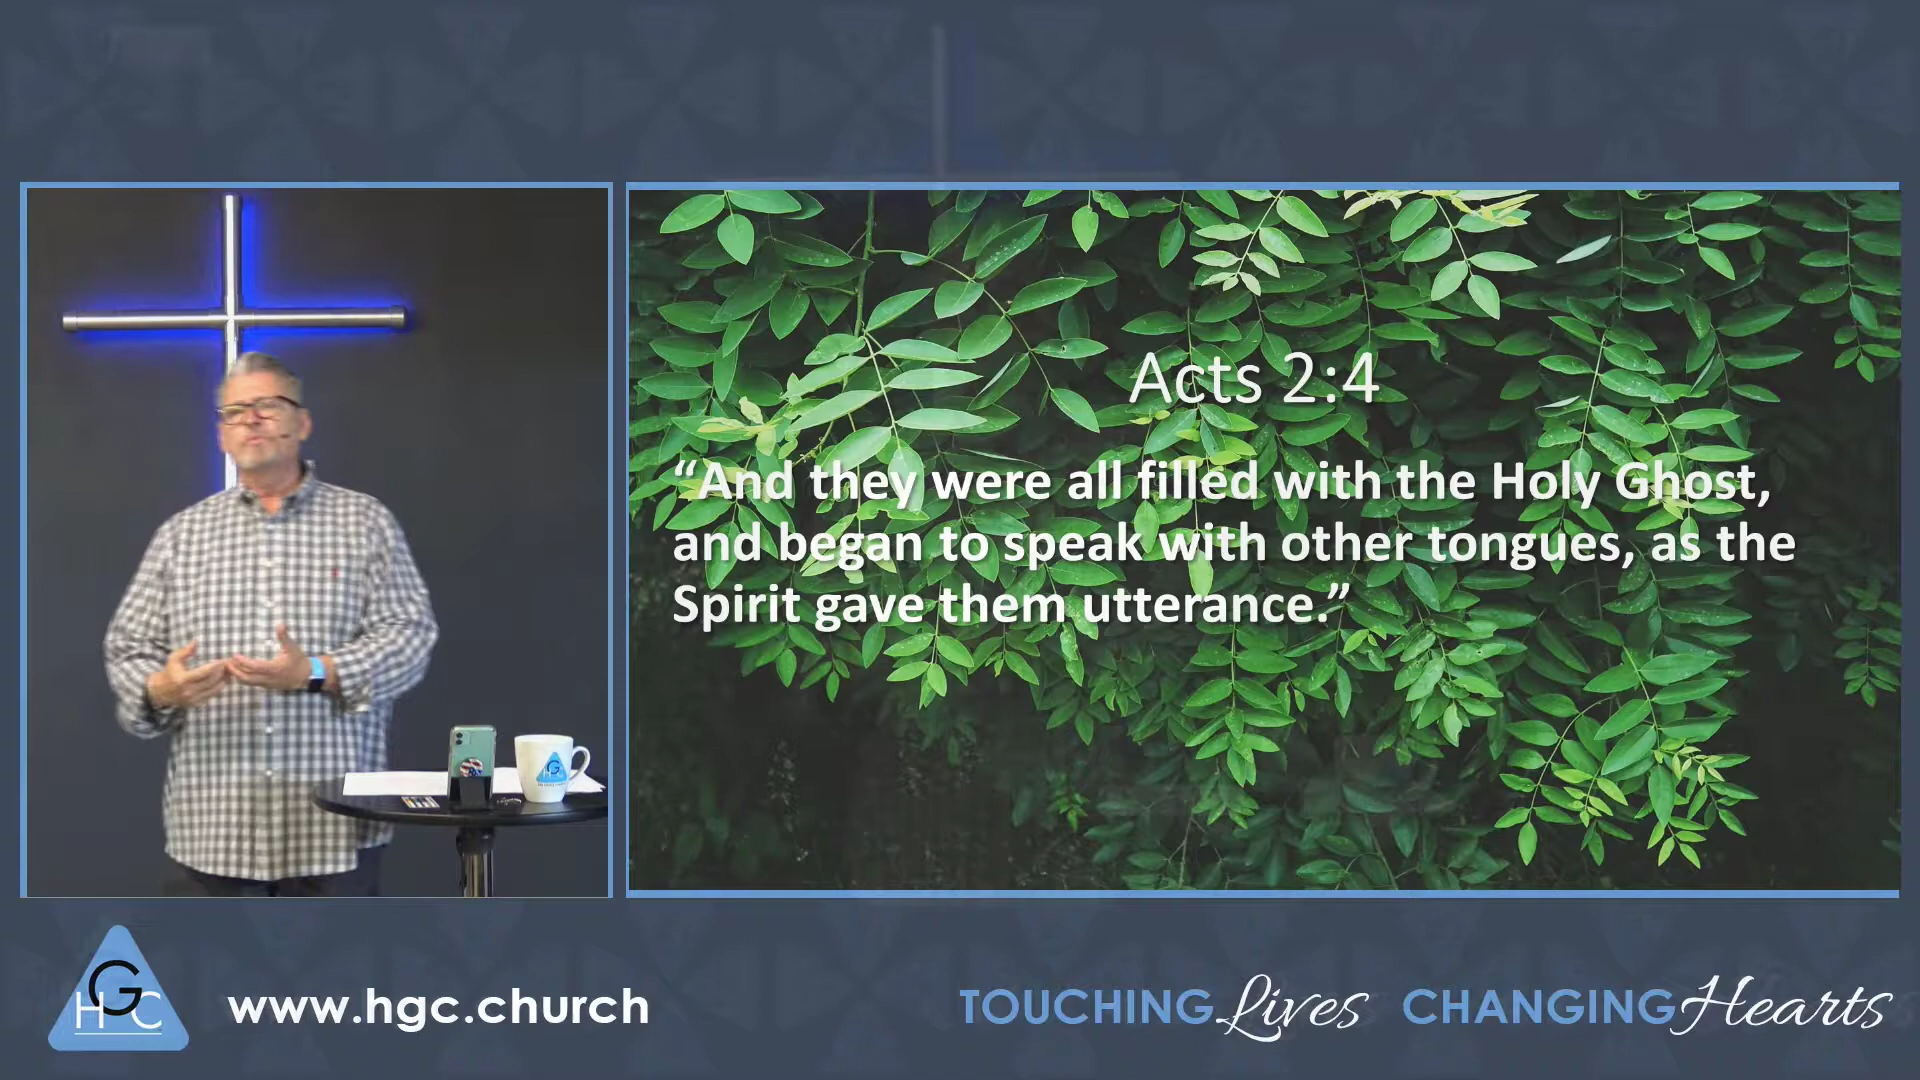 Acts 2:4
“And they were all filled with the Holy Ghost,
and began to speak with other tongues, as the
Spirit gave them utterance.”
HGC
www.hgc.church
TOUCHING Lives CHANGING Hearts